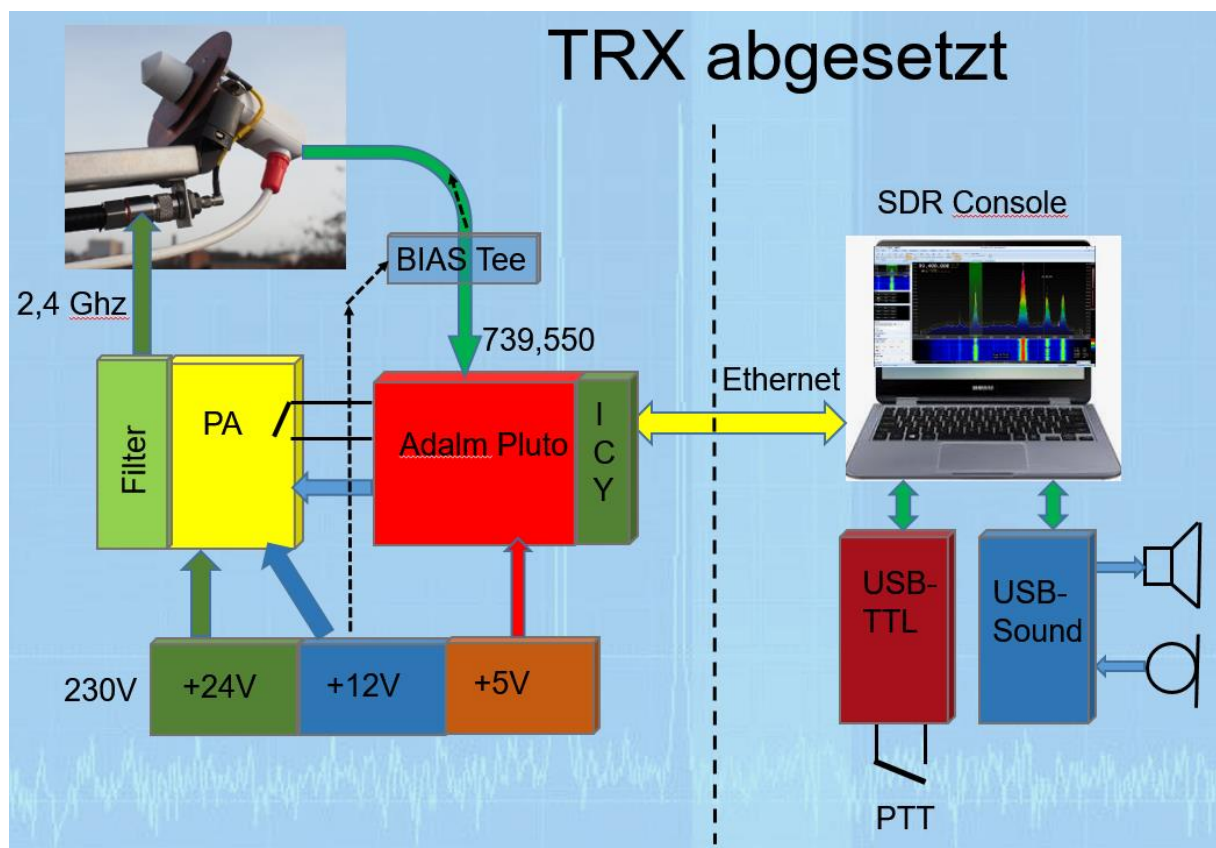 TRX abgesetzt
SDR Console
BIAS Tee
2,4 Ghz
739,550
Ethernet
Filter
PA
Adalm Pluto
I
C
Y
USB-
TTL
USB-
Sound
230V
+24V
+12V
+5V
PTT